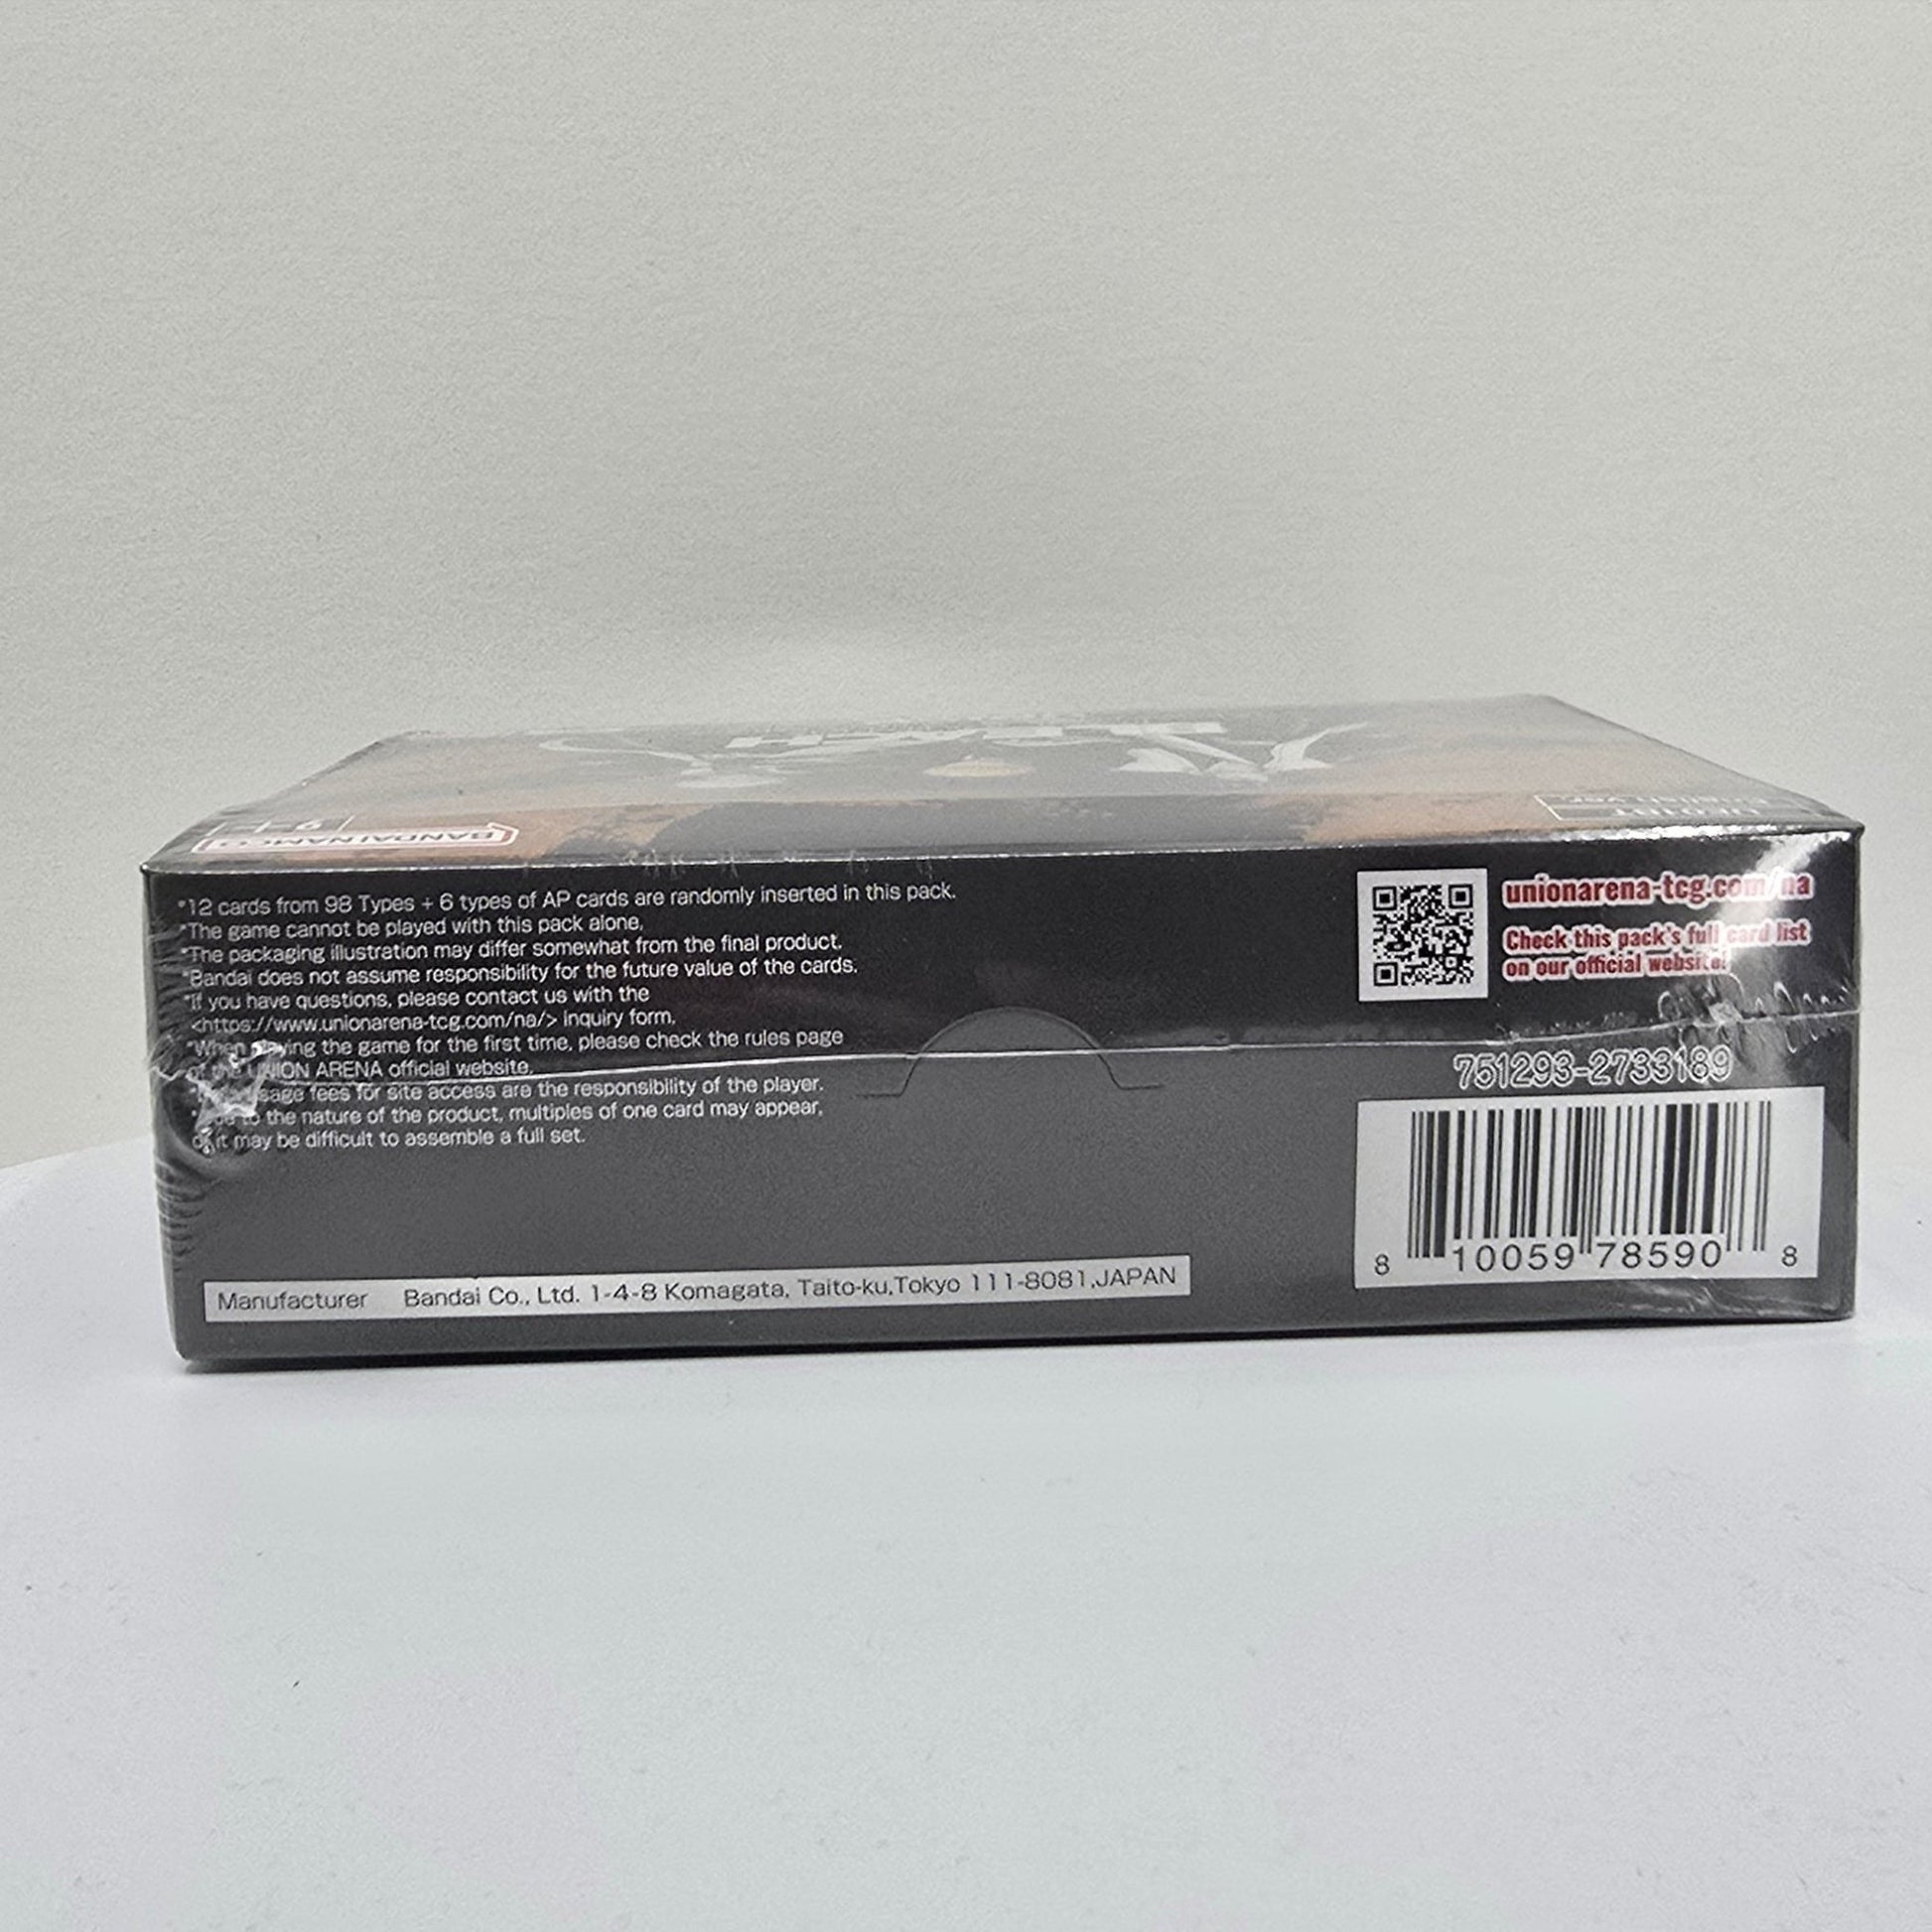 BANDAI NAMCO
*12 cards from 98 Types + 6 types of AP cards are randomly inserted in this pack.
*The game cannot be played with this pack alone.
*The packaging illustration may differ somewhat from the final product.
*Bandai does not assume responsibility for the future value of the cards.
*If you have questions, please contact us with the
<https://www.unionarena-tcg.com/na/> inquiry form.
*When playing the game for the first time, please check the rules page
of the UNION ARENA official website.
fees for site access are the responsibility of the player.
to the nature of the product, multiples of one card may appear,
or it may be difficult to assemble a full set.
Manufacturer Bandai Co., Ltd. 1-4-8 Komagata, Taito-ku,Tokyo 111-8081,JAPAN
unionarena-tcg.com/na
Check this pack's full card list
on our official website!
751293-2733189
8 10059 78590 8